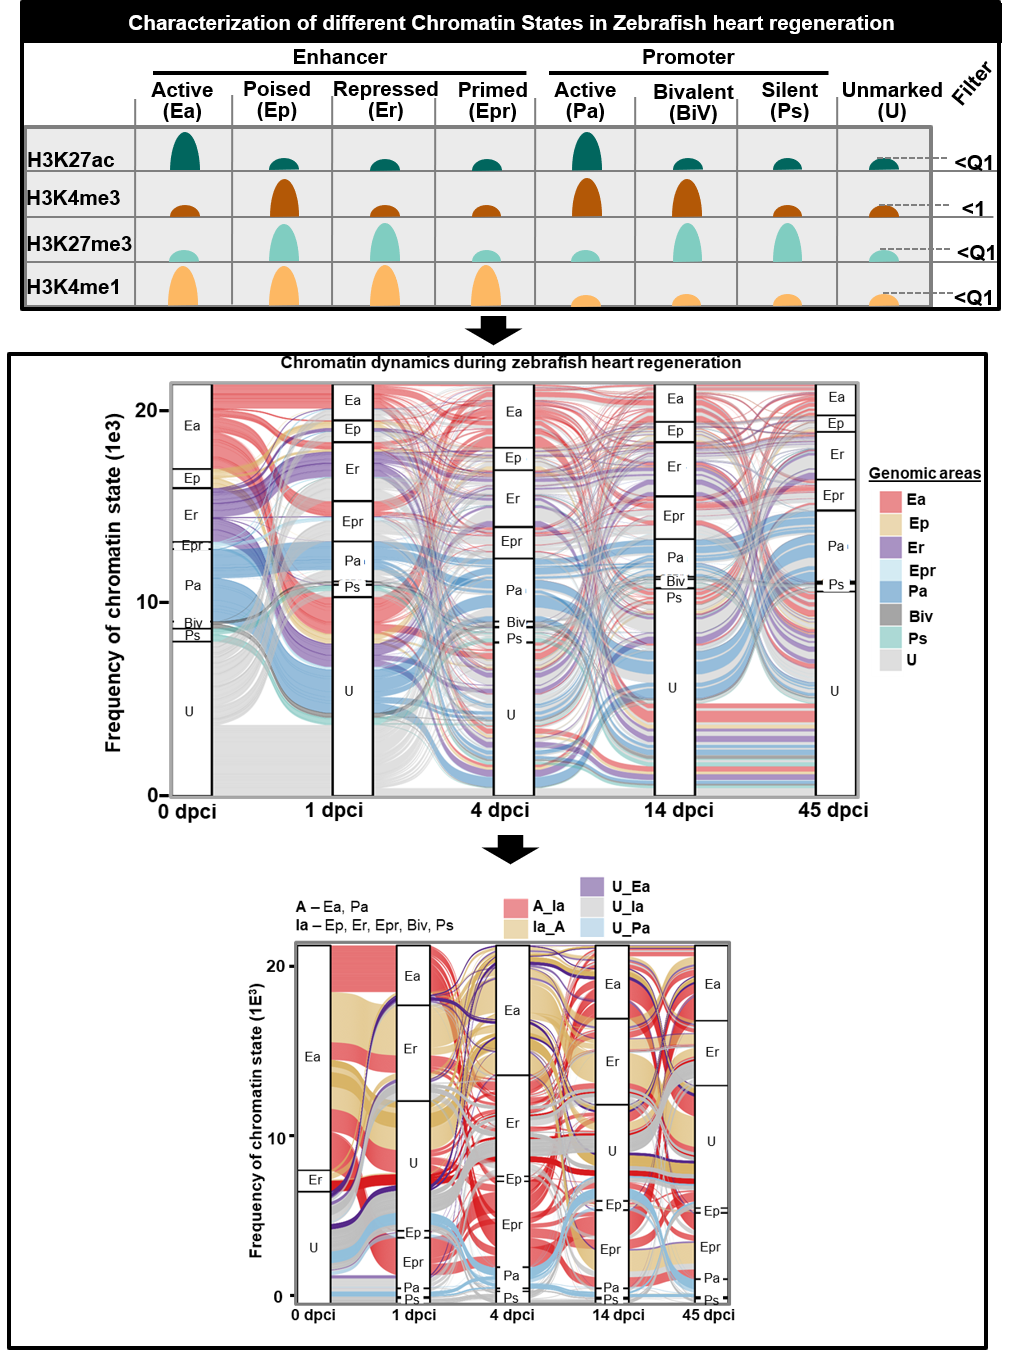 Characterization of different Chromatin States in Zebrafish heart regeneration
Enhancer Promoter
Active (Ea) Poised (Ep) Repressed (Er) Primed (Epr) Active (Pa) Bivalent (BiV) Silent (Ps) Unmarked (U) Filter
H3K27ac <Q1
H3K4me3 <1
H3K27me3 <Q1
H3K4me1 <Q1
Chromatin dynamics during zebrafish heart regeneration
Frequency of chromatin state (1e3)
20
10
0
Ea
Ep
Er
Epr
Pa
Biv
Ps
U
Ea
Ep
Er
Epr
Pa
Ps
U
Ea
Ep
Er
Epr
Pa
Biv
Ps
U
Ea
Ep
Er
Epr
Pa
Biv
Ps
U
Ea
Ep
Er
Epr
Pa
Ps
U
0 dpci 1 dpci 4 dpci 14 dpci 45 dpci
Genomic areas
Ea
Ep
Er
Epr
Pa
Biv
Ps
U
A – Ea, Pa
Ia – Ep, Er, Epr, Biv, Ps
A_Ia
Ia_A
U_Ea
U_Ia
U_Pa
Frequency of chromatin state (1E³)
20
10
0
Ea
Er
U
Ea
Er
U
Ep
Epr
Pa
Ps
Ea
Er
Ep
Epr
Pa
Ps
Ea
Er
U
Ep
Epr
Pa
Ps
Ea
Er
U
Ep
Epr
Pa
Ps
0 dpci 1 dpci 4 dpci 14 dpci 45 dpci